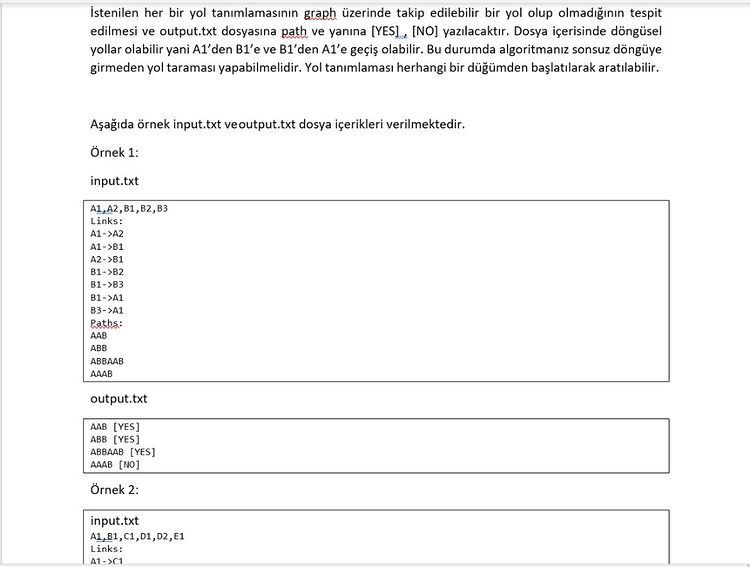 İstenilen her bir yol tanımlamasının graph üzerinde takip edilebilir bir yol olup olmadığının tespit
edilmesi ve output.txt dosyasına path ve yanına [YES] , [NO] yazılacaktır. Dosya içerisinde döngüsel
yollar olabilir yani A1’den B1’e ve B1’den A1’e geçiş olabilir. Bu durumda algoritmanız sonsuz döngüye
girmeden yol taraması yapabilmelidir. Yol tanımlaması herhangi bir düğümden başlatılarak aratılabilir.
Aşağıda örnek input.txt veoutput.txt dosya içerikleri verilmektedir.
Örnek 1:
input.txt
A1,A2,B1,B2,B3
Links:
A1->A2
A1->B1
A2->B1
B1->B2
B1->B3
B1->A1
B3->A1
Paths:
AAB
ABB
ABBAAB
AAAB
output.txt
AAB [YES]
ABB [YES]
ABBAAB [YES]
AAAB [NO]
Örnek 2:
input.txt
A1,B1,C1,D1,D2,E1
Links:
A1->C1